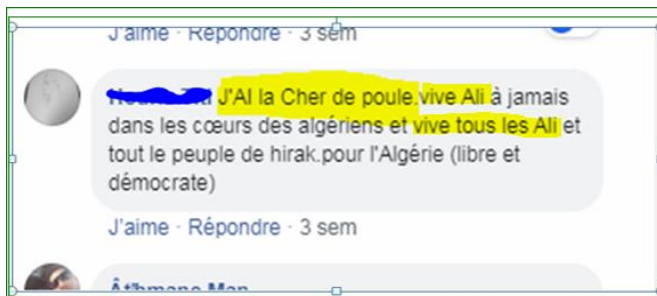 J'aime · Répondre · 3 sem
J'AI la Cher de poule.vive Ali à jamais
dans les cœurs des algériens et vive tous les Ali et
tout le peuple de hirak.pour l'Algérie (libre et
démocrate)
J'aime · Répondre · 3 sem